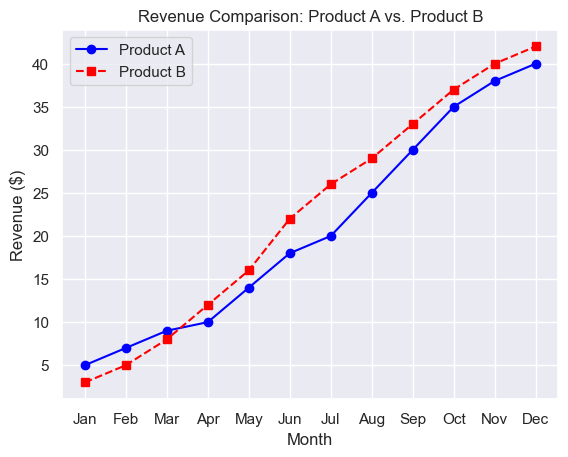 Revenue Comparison: Product A vs. Product B
Product A
Product B
Revenue ($)
40
35
30
25
20
15
10
5
Jan Feb Mar Apr May Jun Jul Aug Sep Oct Nov Dec
Month